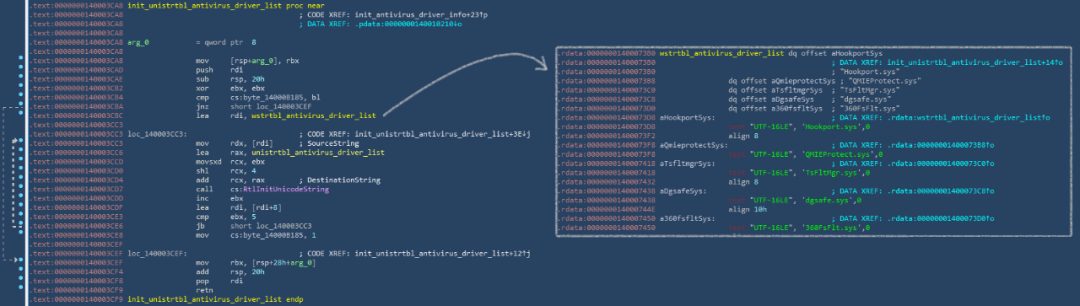 .text:0000000140003CA8 init_unistrtbl_antivirus_driver_list proc near
.text:0000000140003CA8 ; CODE XREF: init_antivirus_driver_info+23↑p
.text:0000000140003CA8 ; DATA XREF: .pdata:0000000140010210↓o
.text:0000000140003CA8
.text:0000000140003CA8 arg_0 = qword ptr 8
.text:0000000140003CA8
.text:0000000140003CA8 mov [rsp+arg_0], rbx
.text:0000000140003CAD push rdi
.text:0000000140003CAE sub rsp, 20h
.text:0000000140003CB2 xor ebx, ebx
.text:0000000140003CB4 cmp cs:byte_140008185, bl
.text:0000000140003CBA jnz short loc_140003CEF
.text:0000000140003CBC lea rdi, wstrtbl_antivirus_driver_list
.text:0000000140003CC3
.text:0000000140003CC3 loc_140003CC3: ; CODE XREF: init_unistrtbl_antivirus_driver_list+3E↓j
.text:0000000140003CC3 mov rdx, [rdi] ; SourceString
.text:0000000140003CC6 lea rax, unistrtbl_antivirus_driver_list
.text:0000000140003CCD movsxd rcx, ebx
.text:0000000140003CD0 shl rcx, 4
.text:0000000140003CD4 add rcx, rax ; DestinationString
.text:0000000140003CD7 call cs:RtlInitUnicodeString
.text:0000000140003CDD inc ebx
.text:0000000140003CDF lea rdi, [rdi+8]
.text:0000000140003CE3 cmp ebx, 5
.text:0000000140003CE6 jb short loc_140003CC3
.text:0000000140003CE8 mov cs:byte_140008185, 1
.text:0000000140003CEF
.text:0000000140003CEF loc_140003CEF: ; CODE XREF: init_unistrtbl_antivirus_driver_list+12↑j
.text:0000000140003CEF mov rbx, [rsp+28h+arg_0]
.text:0000000140003CF4 add rsp, 20h
.text:0000000140003CF8 pop rdi
.text:0000000140003CF9 retn
.text:0000000140003CF9 init_unistrtbl_antivirus_driver_list endp
.rdata:00000001400073B0 wstrtbl_antivirus_driver_list dq offset aHookportSys
.rdata:00000001400073B0 ; DATA XREF: init_unistrtbl_antivirus_driver_list+14↑o
.rdata:00000001400073B0 ; "Hookport.sys"
.rdata:00000001400073B8 dq offset aQmieprotectSys ; "QMIEProtect.sys"
.rdata:00000001400073C0 dq offset aTsfltmgrSys ; "TsFltMgr.sys"
.rdata:00000001400073C8 dq offset aDgsafeSys ; "dgsafe.sys"
.rdata:00000001400073D0 dq offset a360fsfltSys ; "360FsFlt.sys"
.rdata:00000001400073D8 aHookportSys: ; DATA XREF: .rdata:wstrtbl_antivirus_driver_list↑o
.rdata:00000001400073D8 "UTF-16LE", 'Hookport.sys',0
.rdata:00000001400073F2 align 8
.rdata:00000001400073F8 aQmieprotectSys: ; DATA XREF: .rdata:00000001400073B8↑o
.rdata:00000001400073F8 "UTF-16LE", 'QMIEProtect.sys',0
.rdata:0000000140007418 aTsfltmgrSys: ; DATA XREF: .rdata:00000001400073C0↑o
.rdata:0000000140007418 "UTF-16LE", 'TsFltMgr.sys',0
.rdata:0000000140007432 align 8
.rdata:0000000140007438 aDgsafeSys: ; DATA XREF: .rdata:00000001400073C8↑o
.rdata:0000000140007438 "UTF-16LE", 'dgsafe.sys',0
.rdata:000000014000744E align 10h
.rdata:0000000140007450 a360fsfltSys: ; DATA XREF: .rdata:00000001400073D0↑o
.rdata:0000000140007450 "UTF-16LE", '360FsFlt.sys',0